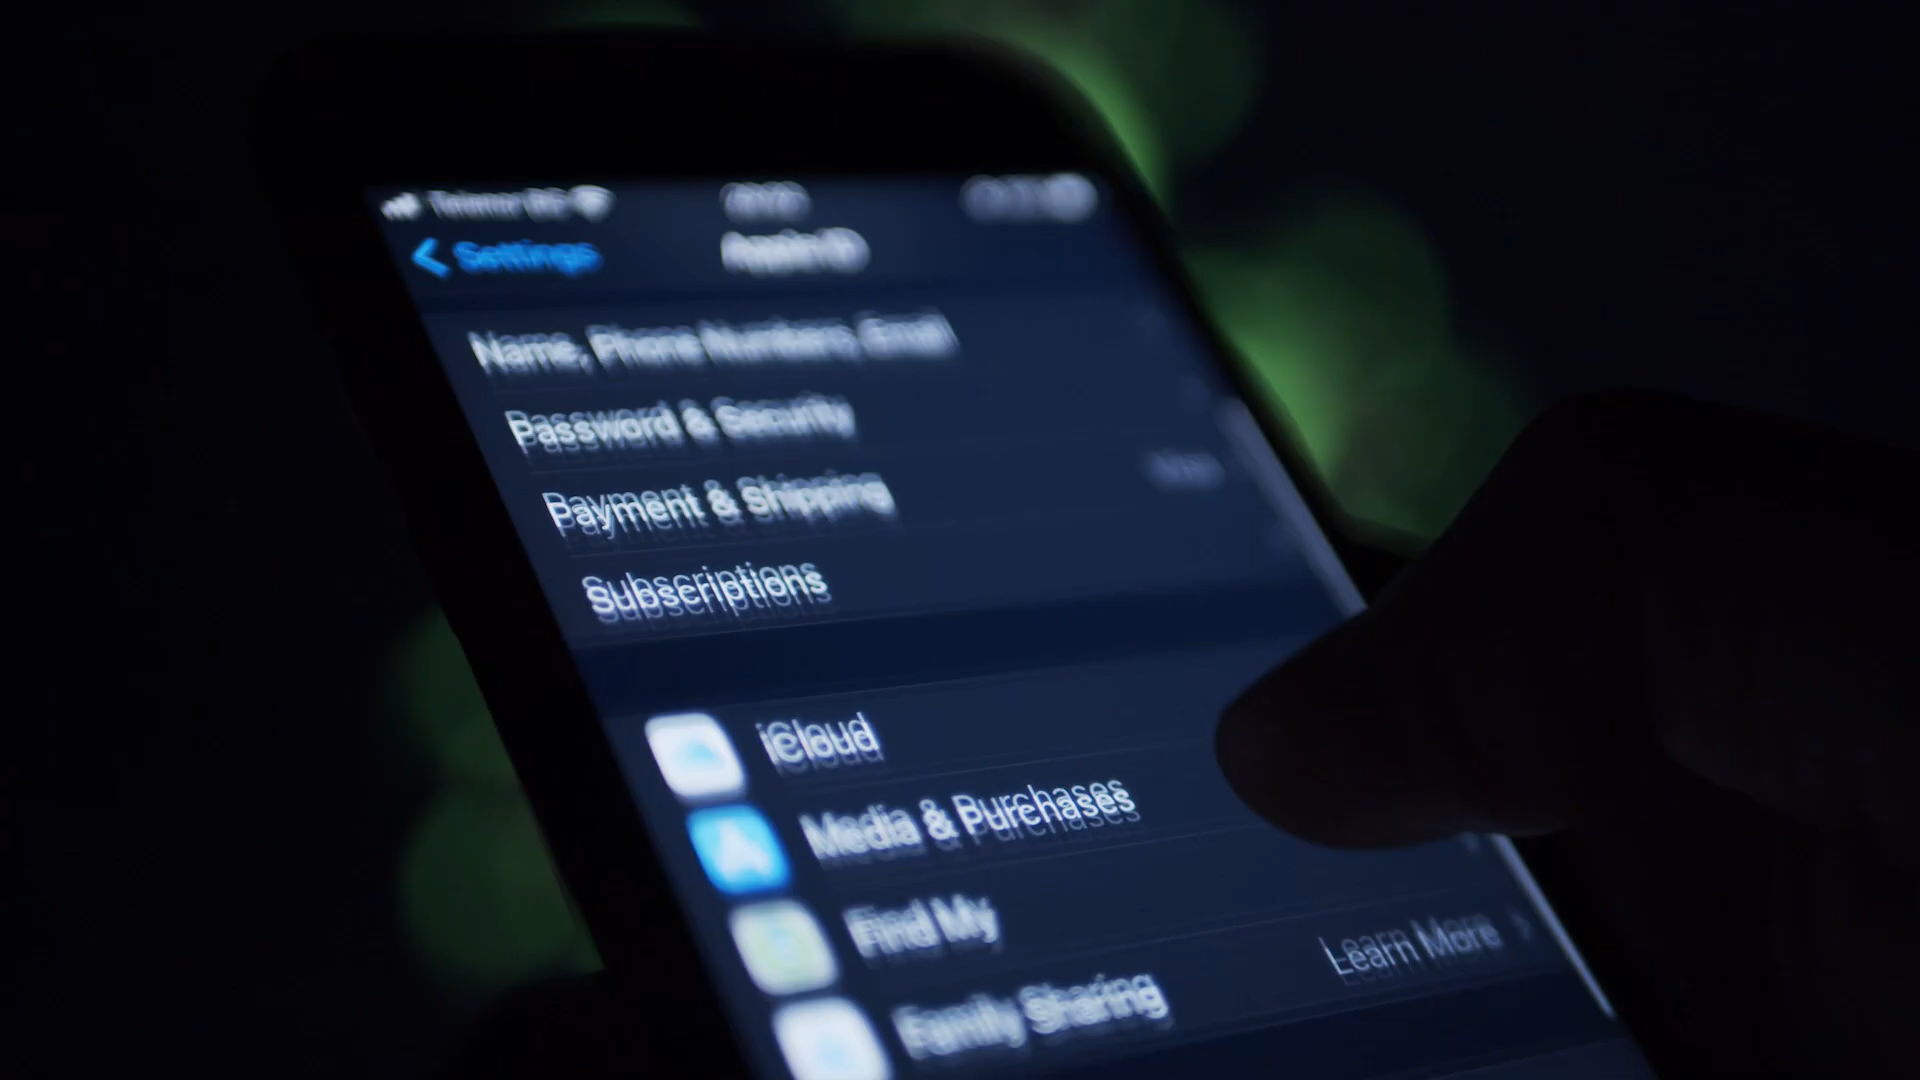 Settings
Apple ID
Name, Phone Numbers, Email
Password & Security
Payment & Shipping
Subscriptions
iCloud
Media & Purchases
Find My
Family Sharing Learn More